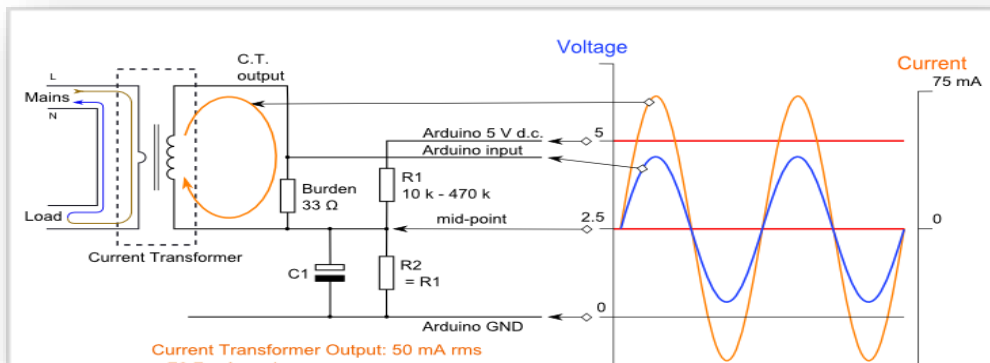 Voltage
Current
75 mA
C.T.
output
L
Mains
N
Arduino 5 V d.c.
5
Arduino input
Burden
33 Ω
R1
10 k - 470 k
mid-point
2.5
0
Load
Current Transformer
C1
R2
= R1
0
Arduino GND
Current Transformer Output: 50 mA rms